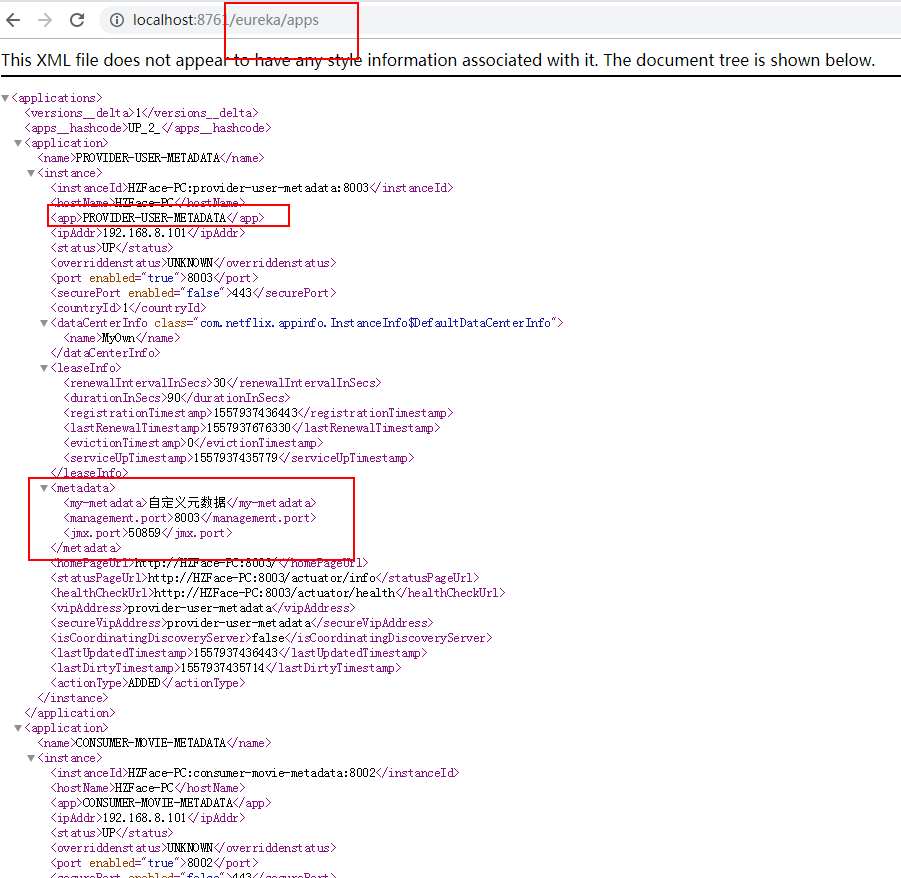 localhost:8761/eureka/apps
This XML file does not appear to have any style information associated with it. The document tree is shown below.
<applications>
<versions__delta>1</versions__delta>
<apps__hashcode>UP_2_</apps__hashcode>
<application>
<name>PROVIDER-USER-METADATA</name>
<instance>
<instanceId>HZFace-PC:provider-user-metadata:8003</instanceId>
<hostName>HZFace-PC</hostName>
<app>PROVIDER-USER-METADATA</app>
<ipAddr>192.168.8.101</ipAddr>
<status>UP</status>
<overriddenstatus>UNKNOWN</overriddenstatus>
<port enabled="true">8003</port>
<securePort enabled="false">443</securePort>
<countryId>1</countryId>
<dataCenterInfo class="com.netflix.appinfo.InstanceInfo$DefaultDataCenterInfo">
<name>MyOwn</name>
</dataCenterInfo>
<leaseInfo>
<renewalIntervalInSecs>30</renewalIntervalInSecs>
<durationInSecs>90</durationInSecs>
<registrationTimestamp>1557937436443</registrationTimestamp>
<lastRenewalTimestamp>1557937676330</lastRenewalTimestamp>
<evictionTimestamp>0</evictionTimestamp>
<serviceUpTimestamp>1557937435779</serviceUpTimestamp>
</leaseInfo>
<metadata>
<my-metadata>自定义元数据</my-metadata>
<management.port>8003</management.port>
<jmx.port>50859</jmx.port>
</metadata>
<homePageUrl>http://HZFace-PC:8003/</homePageUrl>
<statusPageUrl>http://HZFace-PC:8003/actuator/info</statusPageUrl>
<healthCheckUrl>http://HZFace-PC:8003/actuator/health</healthCheckUrl>
<vipAddress>provider-user-metadata</vipAddress>
<secureVipAddress>provider-user-metadata</secureVipAddress>
<isCoordinatingDiscoveryServer>false</isCoordinatingDiscoveryServer>
<lastUpdatedTimestamp>1557937436443</lastUpdatedTimestamp>
<lastDirtyTimestamp>1557937435714</lastDirtyTimestamp>
<actionType>ADDED</actionType>
</instance>
</application>
<application>
<name>CONSUMER-MOVIE-METADATA</name>
<instance>
<instanceId>HZFace-PC:consumer-movie-metadata:8002</instanceId>
<hostName>HZFace-PC</hostName>
<app>CONSUMER-MOVIE-METADATA</app>
<ipAddr>192.168.8.101</ipAddr>
<status>UP</status>
<overriddenstatus>UNKNOWN</overriddenstatus>
<port enabled="true">8002</port>
<securePort enabled="false">443</securePort>